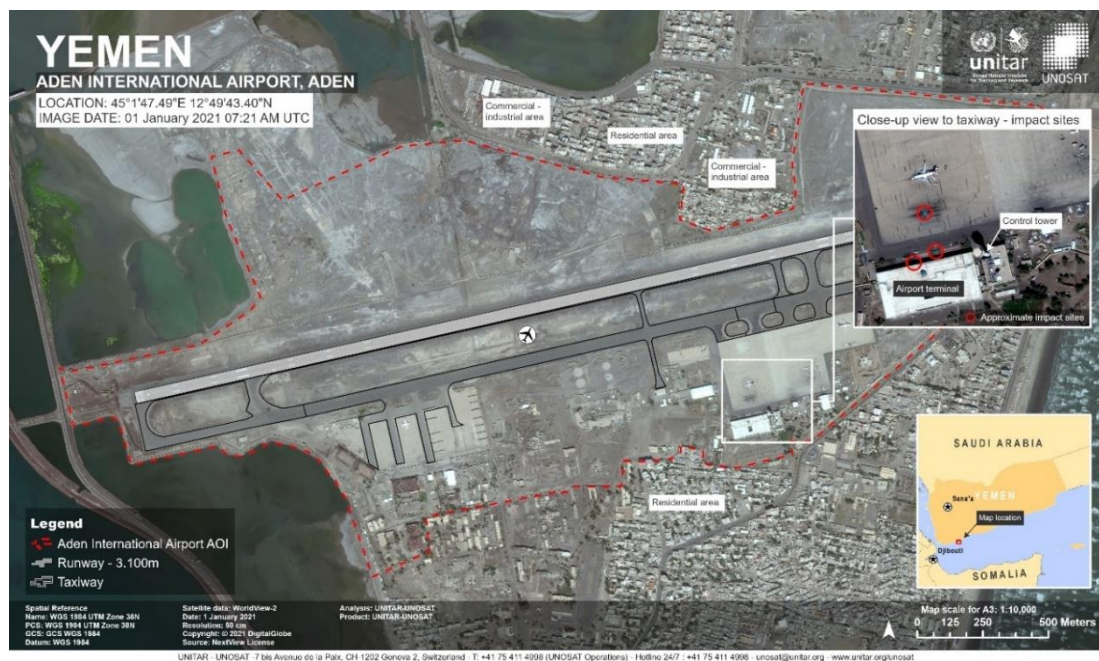 YEMEN
ADEN INTERNATIONAL AIRPORT, ADEN
LOCATION: 45°1'47.49"E 12°49'43.40"N
IMAGE DATE: 01 January 2021 07:21 AM UTC
unitar
United Nations Institute
for Training and Research
UNOSAT
Commercial -
industrial area
Residential area
Commercial -
industrial area
Close-up view to taxiway - impact sites
Control tower
Airport terminal
Approximate impact sites
Residential area
SAUDI ARABIA
Sana'a
YEMEN
Map location
Djibouti
SOMALIA
Legend
Aden International Airport AOI
Runway - 3.100m
Taxiway
Spatial Reference
Name: WGS 1984 UTM Zone 38N
PCS: WGS 1984 UTM Zone 38N
GCS: GCS WGS 1984
Datum: WGS 1984
Satellite data: WorldView-2
Date: 1 January 2021
Resolution: 50 cm
Copyright: © 2021 DigitalGlobe
Source: NextView License
Analysis: UNITAR-UNOSAT
Product: UNITAR-UNOSAT
Map scale for A3: 1:10,000
0 125 250 500 Meters
UNITAR - UNOSAT -7 bis Avenue de la Paix, CH-1202 Geneva 2, Switzerland - T: +41 75 411 4998 (UNOSAT Operations) - Hotline 24/7 : +41 75 411 4998 - unosat@unitar.org - www.unitar.org/unosat